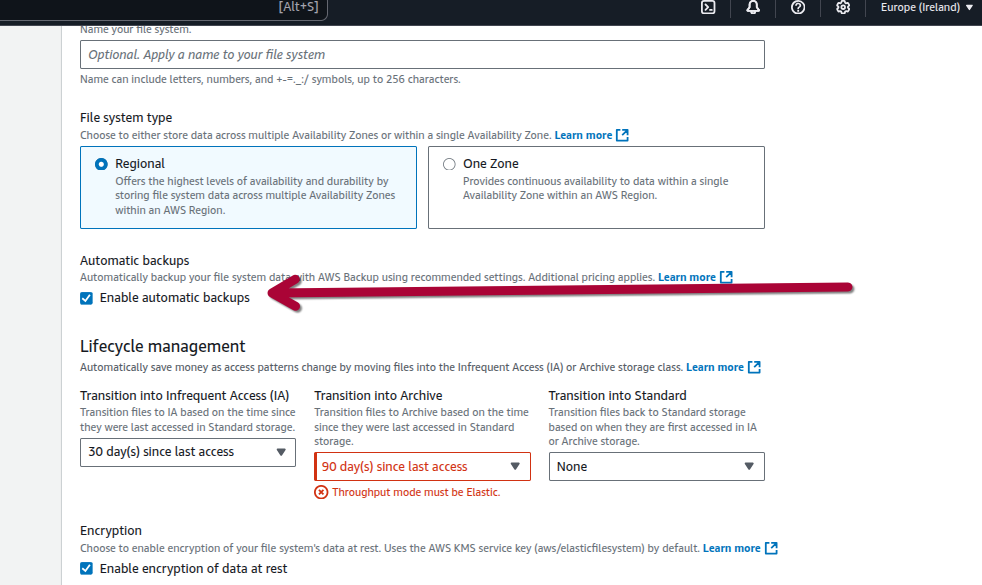 [Alt+S]
Europe (Ireland)
Name your file system.
Optional. Apply a name to your file system
Name can include letters, numbers, and +-=._:/ symbols, up to 256 characters.
File system type
Choose to either store data across multiple Availability Zones or within a single Availability Zone. Learn more
Regional
Offers the highest levels of availability and durability by
storing file system data across multiple Availability Zones
within an AWS Region.
One Zone
Provides continuous availability to data within a single
Availability Zone within an AWS Region.
Automatic backups
Automatically backup your file system data with AWS Backup using recommended settings. Additional pricing applies. Learn more
Enable automatic backups
Lifecycle management
Automatically save money as access patterns change by moving files into the Infrequent Access (IA) or Archive storage class. Learn more
Transition into Infrequent Access (IA)
Transition files to IA based on the time since
they were last accessed in Standard storage.
30 day(s) since last access
Transition into Archive
Transition files to Archive based on the time
since they were last accessed in Standard
storage.
90 day(s) since last access
Throughput mode must be Elastic.
Transition into Standard
Transition files back to Standard storage
based on when they are first accessed in IA
or Archive storage.
None
Encryption
Choose to enable encryption of your file system's data at rest. Uses the AWS KMS service key (aws/elasticfilesystem) by default. Learn more
Enable encryption of data at rest